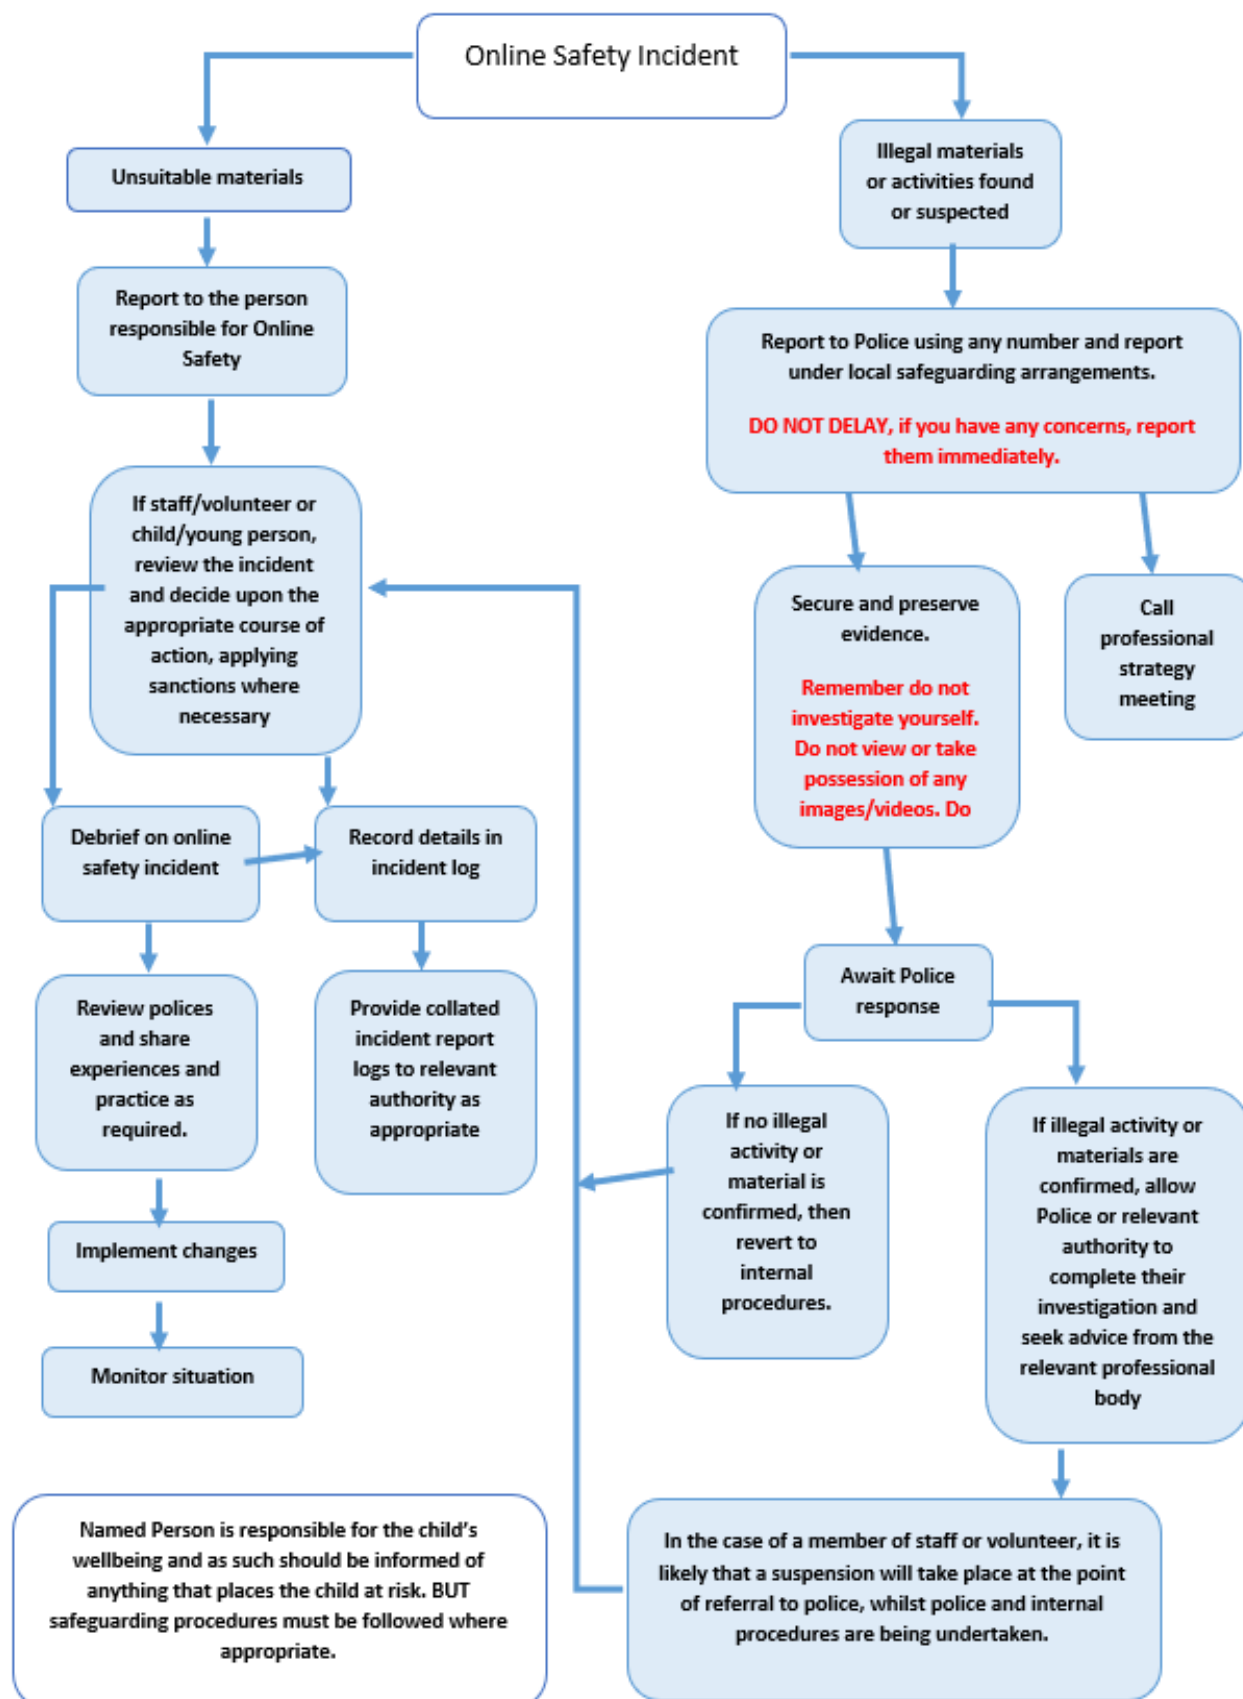 Online Safety Incident
Unsuitable materials
Report to the person
responsible for Online
Safety
If staff/volunteer or
child/young person,
review the incident
and decide upon the
appropriate course of
action, applying
sanctions where
necessary
Debrief on online
safety incident
Record details in
incident log
Review polices
and share
experiences and
practice as
required.
Provide collated
incident report
logs to relevant
authority as
appropriate
Implement changes
Monitor situation
Illegal materials
or activities found
or suspected
Report to Police using any number and report
under local safeguarding arrangements.
DO NOT DELAY, if you have any concerns, report
them immediately.
Secure and preserve
evidence.
Remember do not
investigate yourself.
Do not view or take
possession of any
images/videos. Do
Call
professional
strategy
meeting
Await Police
response
If no illegal
activity or
material is
confirmed, then
revert to
internal
procedures.
If illegal activity or
materials are
confirmed, allow
Police or relevant
authority to
complete their
investigation and
seek advice from the
relevant professional
body
In the case of a member of staff or volunteer, it is
likely that a suspension will take place at the point
of referral to police, whilst police and internal
procedures are being undertaken.
Named Person is responsible for the child’s
wellbeing and as such should be informed of
anything that places the child at risk. BUT
safeguarding procedures must be followed where
appropriate.